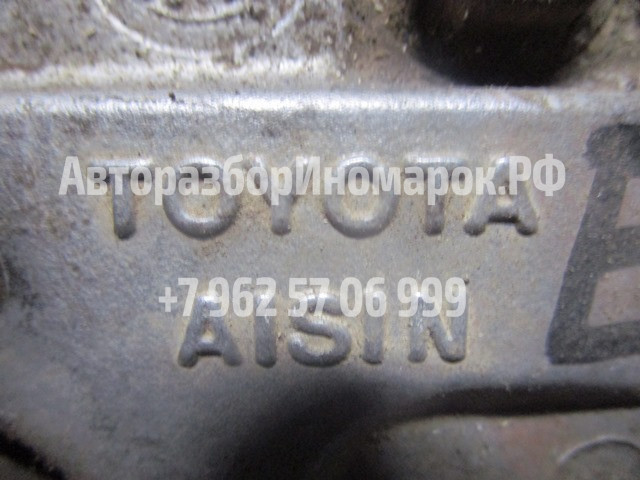 АвторазборИномарок.РФ
TOYOTA
+7 962 57 06 999
AISIN